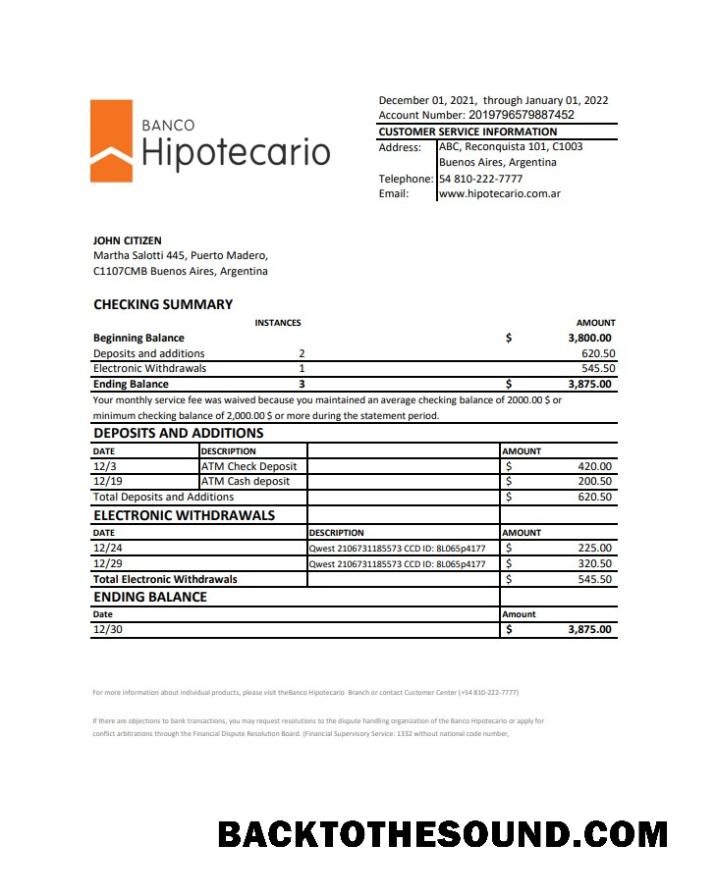 December 01, 2021, through January 01, 2022
Account Number: 2019796579887452
CUSTOMER SERVICE INFORMATION
Address: ABC, Reconquista 101, C1003
Buenos Aires, Argentina
Telephone: 54 810-222-7777
Email: www.hipotecario.com.ar
BANCO
Hipotecario
JOHN CITIZEN
Martha Salotti 445, Puerto Madero,
C1107CMB Buenos Aires, Argentina
CHECKING SUMMARY
INSTANCES AMOUNT
Beginning Balance $ 3,800.00
Deposits and additions 2 620.50
Electronic Withdrawals 1 545.50
Ending Balance 3 $ 3,875.00
Your monthly service fee was waived because you maintained an average checking balance of 2000.00 $ or
minimum checking balance of 2,000.00 $ or more during the statement period.
DEPOSITS AND ADDITIONS
DATE DESCRIPTION AMOUNT
12/3 ATM Check Deposit $ 420.00
12/19 ATM Cash deposit $ 200.50
Total Deposits and Additions $ 620.50
ELECTRONIC WITHDRAWALS
DATE DESCRIPTION AMOUNT
12/24 Qwest 2106731185573 CCD ID: 8L065p4177 $ 225.00
12/29 Qwest 2106731185573 CCD ID: 8L065p4177 $ 320.50
Total Electronic Withdrawals $ 545.50
ENDING BALANCE
Date Amount
12/30 $ 3,875.00
For more information about individual products, please visit theBanco Hipotecario Branch or contact Customer Center (+54 810-222-7777)
If there are objections to bank transactions, you may request resolutions to the dispute handling organization of the Banco Hipotecario or apply for
conflict arbitrations through the Financial Dispute Resolution Board. (Financial Supervisory Service: 1332 without national code number,
BACKTOTHESOUND.COM